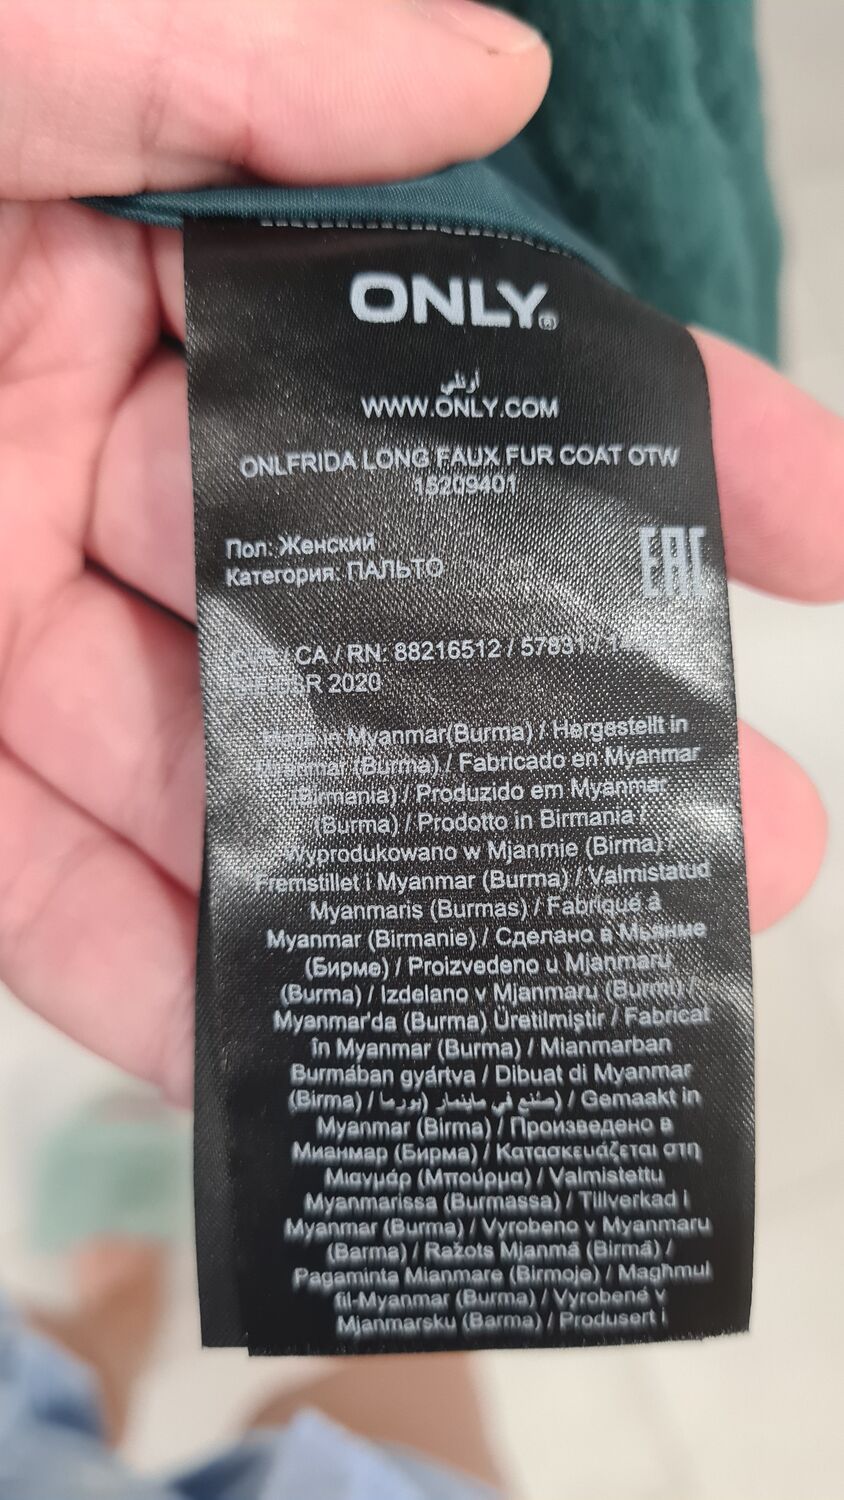 ONLY®
أونلي
WWW.ONLY.COM
ONLFRIDA LONG FAUX FUR COAT OTW
15209401
Пол: Женский
Категория: ПАЛЬТО
EAC
CA / RN: 88216512 / 57831 /
2020
in Myanmar(Burma) / Hergestellt in
(Burma) / Fabricado en Myanmar
(Birmania) / Produzido em Myanmar
(Burma) / Prodotto in Birmania /
Wyprodukowano w Mjanmie (Birma) /
Fremstillet i Myanmar (Burma) / Valmistatud
Myanmaris (Burmas) / Fabriqué à
Myanmar (Birmanie) / Сделано в Мьянме
(Бирме) / Proizvedeno u Mjanmaru
(Burma) / Izdelano v Mjanmaru (Burmi) /
Myanmar'da (Burma) Üretilmiştir / Fabricat
în Myanmar (Burma) / Mianmarban
Burmában gyártva / Dibuat di Myanmar
(Birma) / صنع في ماينمار (بورما) / Gemaakt in
Myanmar (Birma) / Произведено в
Мианмар (Бирма) / Κατασκευάζεται στη
Μιανμάρ (Μπούρμα) / Valmistettu
Myanmarissa (Burmassa) / Tillverkad i
Myanmar (Burma) / Vyrobeno v Myanmaru
(Barma) / Ražots Mjanmā (Birmā) /
Pagaminta Mianmare (Birmoje) / Magħmul
fil-Myanmar (Burma) / Vyrobené v
Mjanmarsku (Barma) / Produsert i